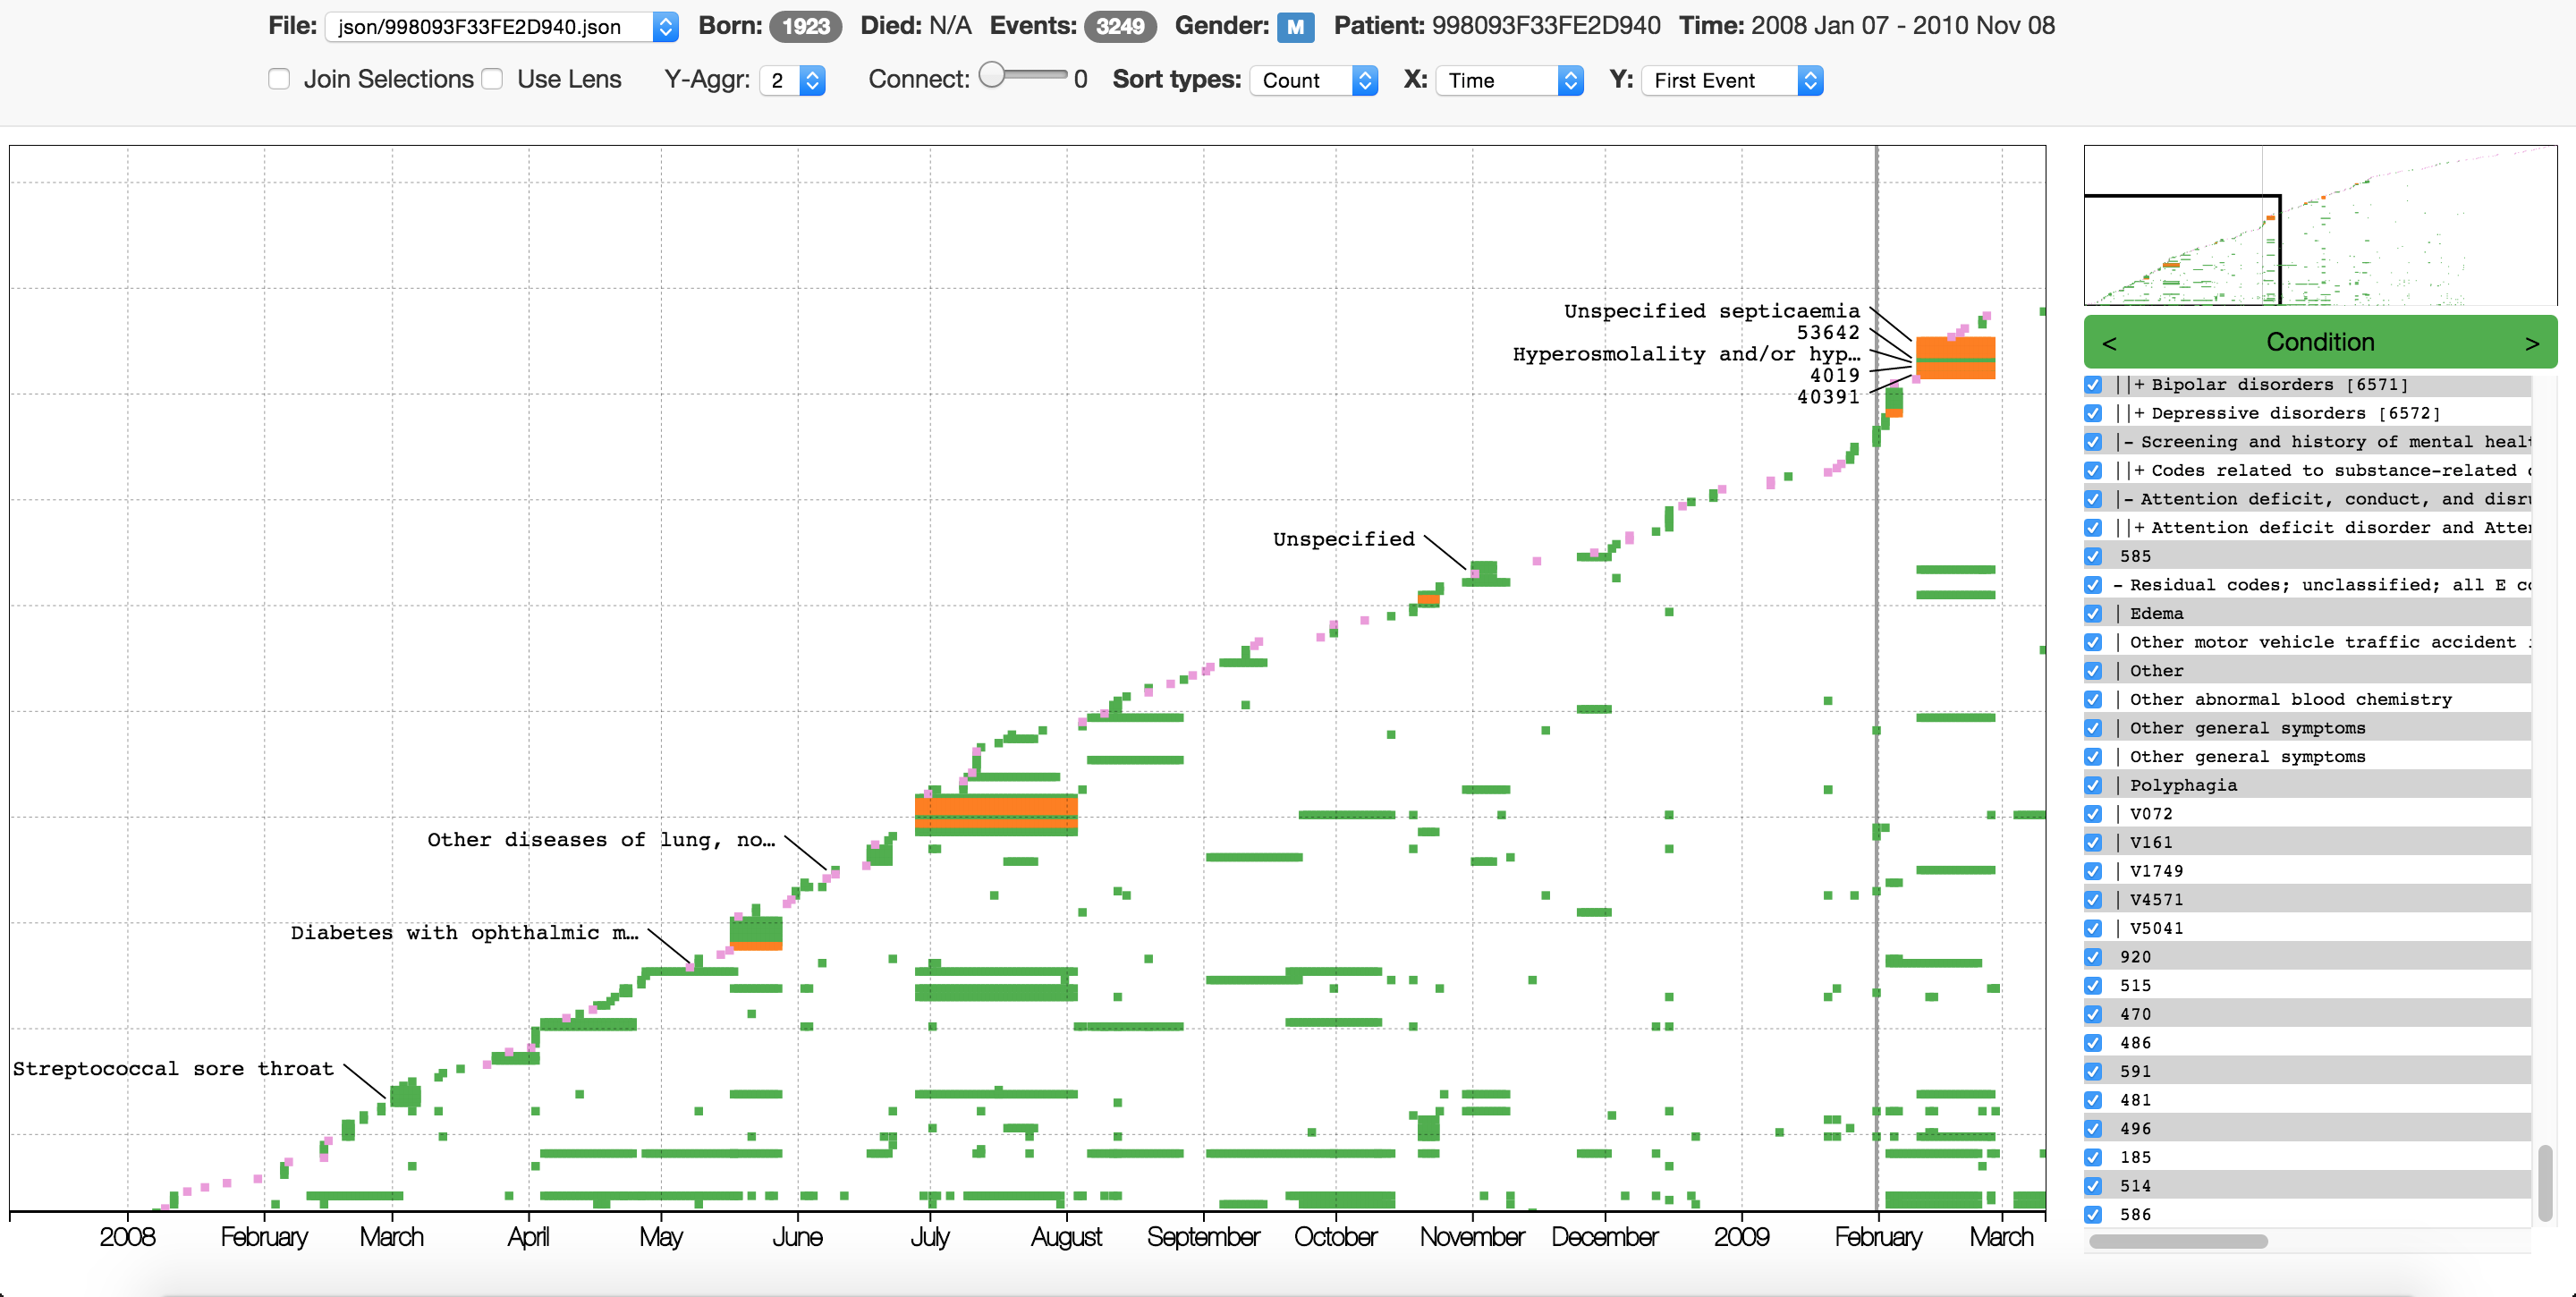 File: json/998093F33FE2D940.json Born: 1923 Died: N/A Events: 3249 Gender: M Patient: 998093F33FE2D940 Time: 2008 Jan 07 - 2010 Nov 08
Join Selections Use Lens Y-Aggr: 2 Connect: 0 Sort types: Count X: Time Y: First Event
Unspecified septicaemia
53642
Hyperosmolality and/or hyp…
4019
40391
Unspecified
Other diseases of lung, no…
Diabetes with ophthalmic m…
Streptococcal sore throat
2008 February March April May June July August September October November December 2009 February March
< Condition >
||+ Bipolar disorders [6571]
||+ Depressive disorders [6572]
|- Screening and history of mental healt
||+ Codes related to substance-related
|- Attention deficit, conduct, and disru
||+ Attention deficit disorder and Atten
585
- Residual codes; unclassified; all E co
| Edema
| Other motor vehicle traffic accident
| Other
| Other abnormal blood chemistry
| Other general symptoms
| Other general symptoms
| Polyphagia
| V072
| V161
| V1749
| V4571
| V5041
920
515
470
486
591
481
496
185
514
586